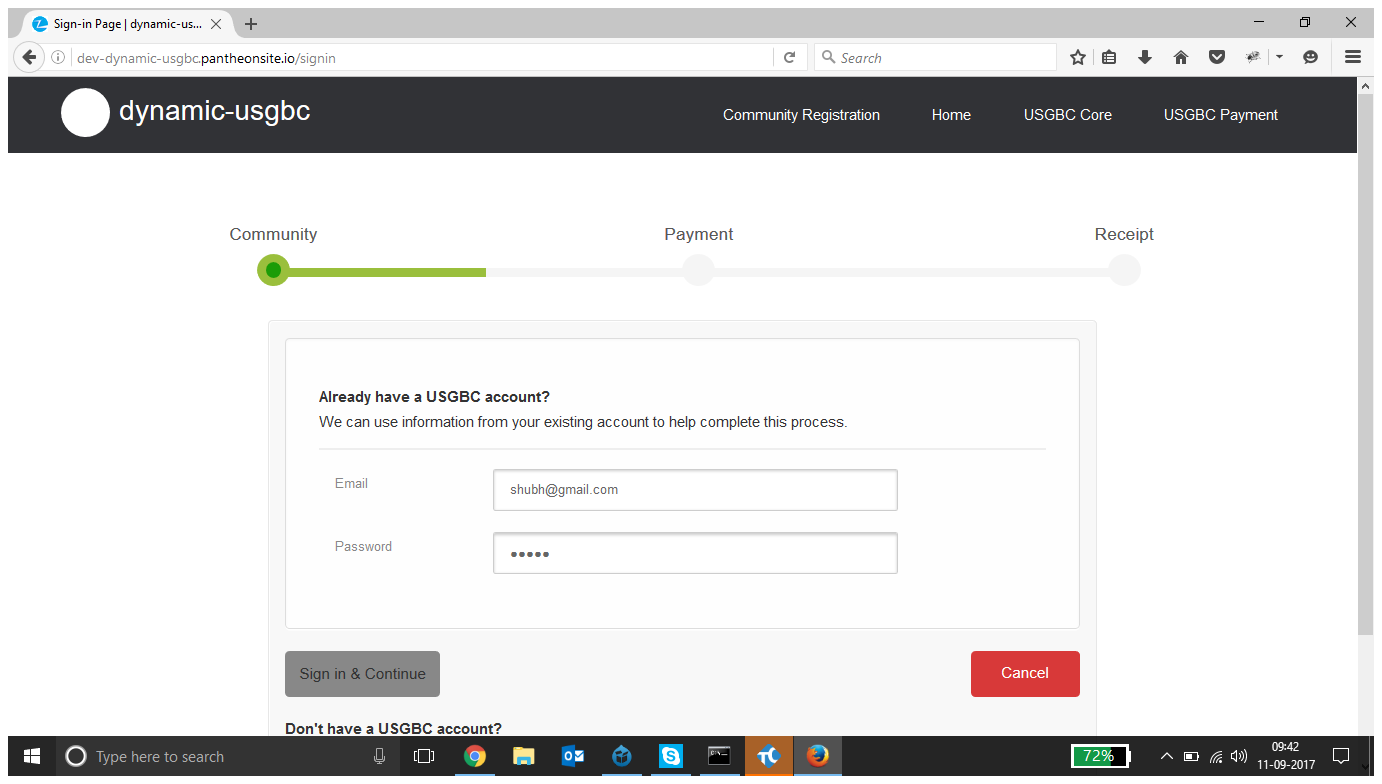 Sign-in Page | dynamic-us...
dev-dynamic-usgbc.pantheonsite.io/signin
Search
dynamic-usgbc
Community Registration
Home
USGBC Core
USGBC Payment
Community
Payment
Receipt
Already have a USGBC account?
We can use information from your existing account to help complete this process.
Email
shubh@gmail.com
Password
•••••
Sign in & Continue
Cancel
Don't have a USGBC account?
Type here to search
72%
09:42
11-09-2017